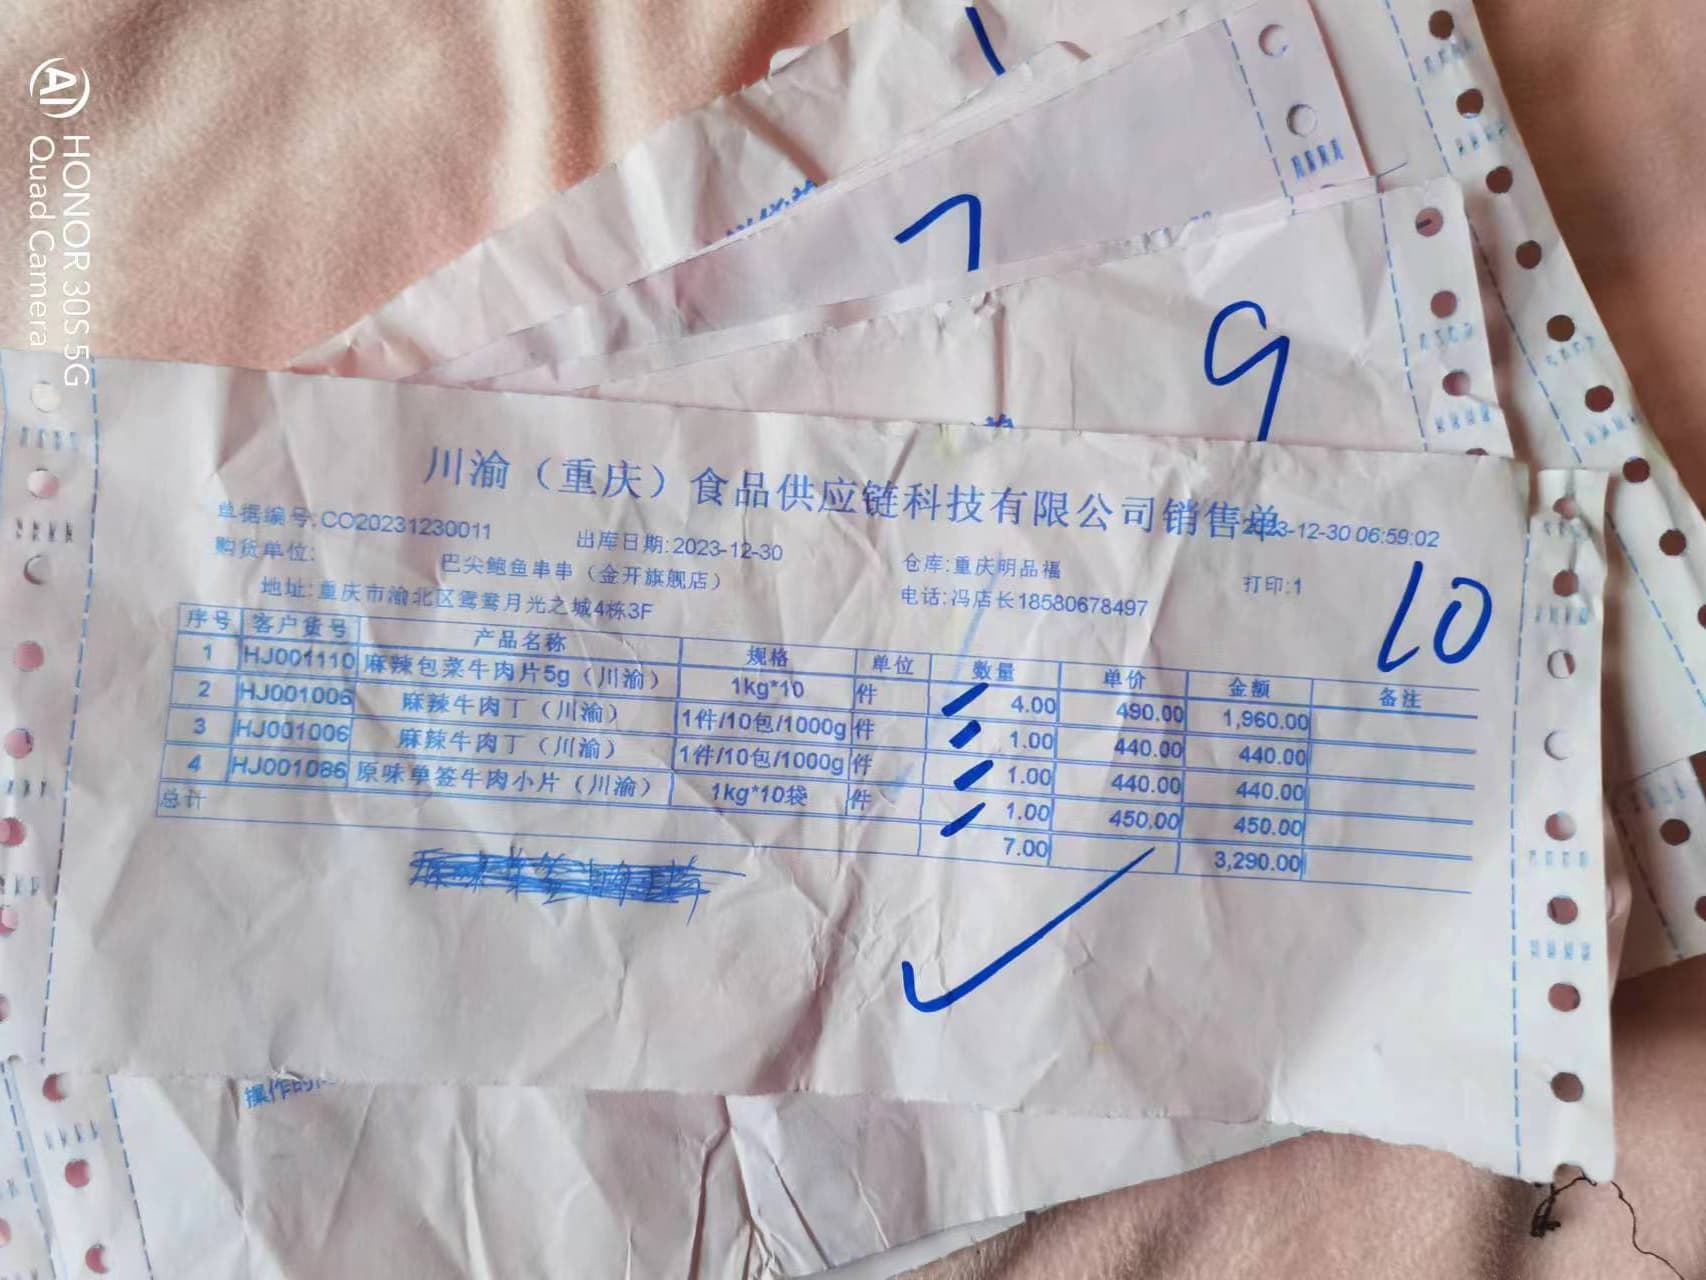 HONOR 30S 5G
Quad Camera
7
9
川渝（重庆）食品供应链科技有限公司销售单
-12-30 06:59:02
单据编号:CO20231230011 出库日期:2023-12-30 仓库:重庆明品福 打印:1
购货单位: 巴尖鲍鱼串串（金开旗舰店） 电话:冯店长18580678497
地址:重庆市渝北区鸳鸯月光之城4栋3F
10
序号 客户货号 产品名称 规格 单位 数量 单价 金额 备注
1 HJ001110 麻辣包菜牛肉片5g（川渝） 1kg*10 件 4.00 490.00 1,960.00
2 HJ001006 麻辣牛肉丁（川渝） 1件/10包/1000g 件 1.00 440.00 440.00
3 HJ001006 麻辣牛肉丁（川渝） 1件/10包/1000g 件 1.00 440.00 440.00
4 HJ001086 原味单签牛肉小片（川渝） 1kg*10袋 件 1.00 450.00 450.00
总计 7.00 3,290.00
操作的